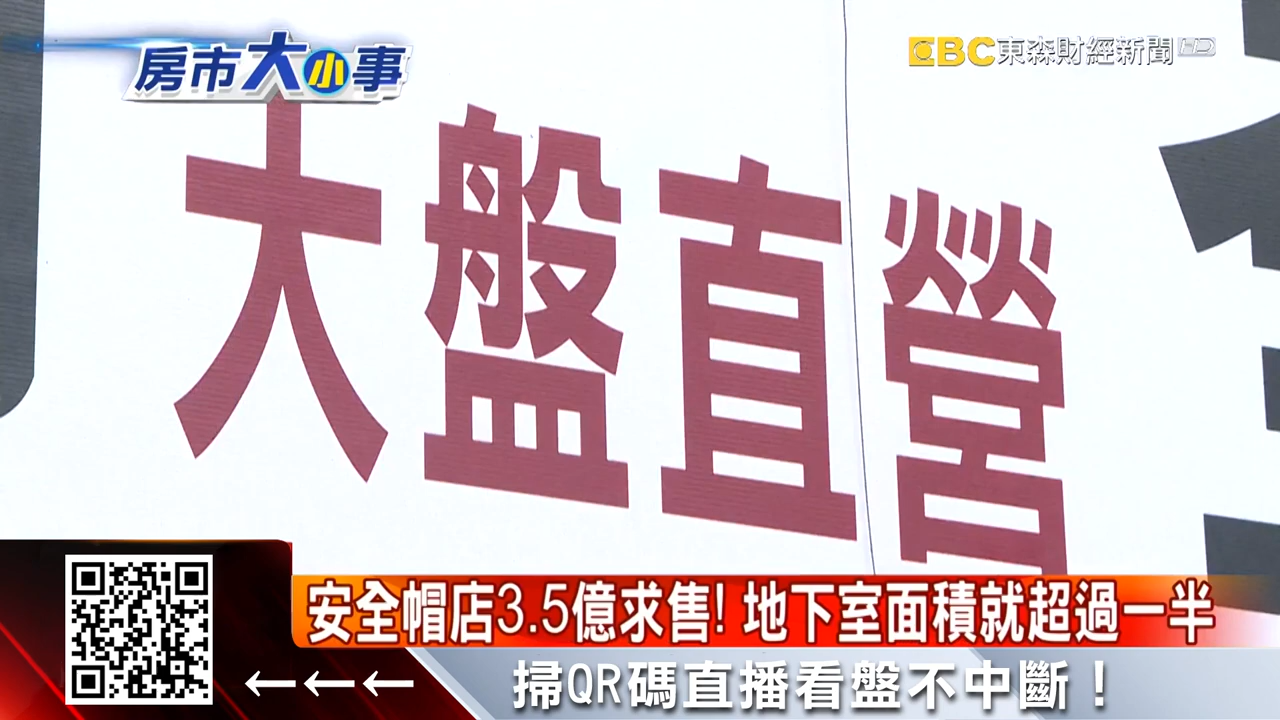 房市大小事
EBC東森財經新聞HD
大盤直營
安全帽店3.5億求售!地下室面積就超過一半
←←← 掃QR碼直播看盤不中斷！